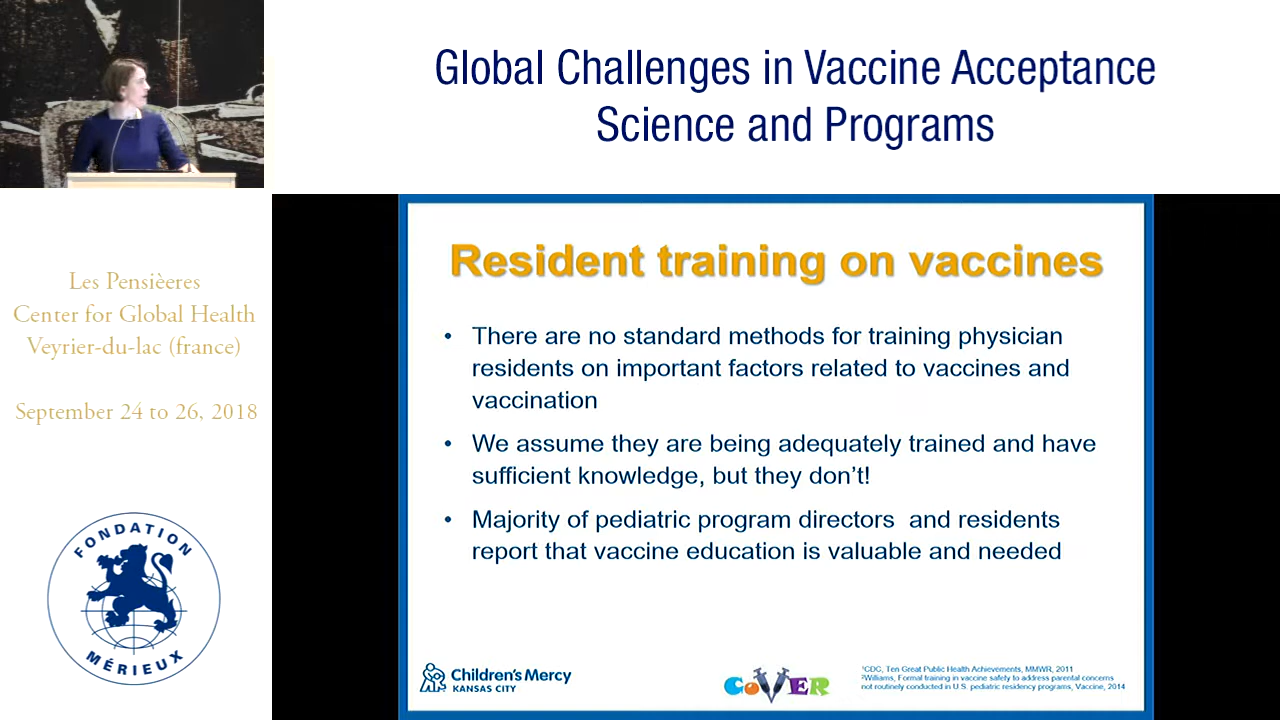 Global Challenges in Vaccine Acceptance
Science and Programs
Les Pensièeres
Center for Global Health
Veyrier-du-lac (france)
September 24 to 26, 2018
FONDATION
MÉRIEUX
Resident training on vaccines
• There are no standard methods for training physician
residents on important factors related to vaccines and
vaccination
• We assume they are being adequately trained and have
sufficient knowledge, but they don't!
• Majority of pediatric program directors and residents
report that vaccine education is valuable and needed
Children's Mercy
KANSAS CITY
CoVER
¹CDC, Ten Great Public Health Achievements, MMWR, 2011
²Williams, Formal training in vaccine safety to address parental concerns
not routinely conducted in U.S. pediatric residency programs, Vaccine, 2014